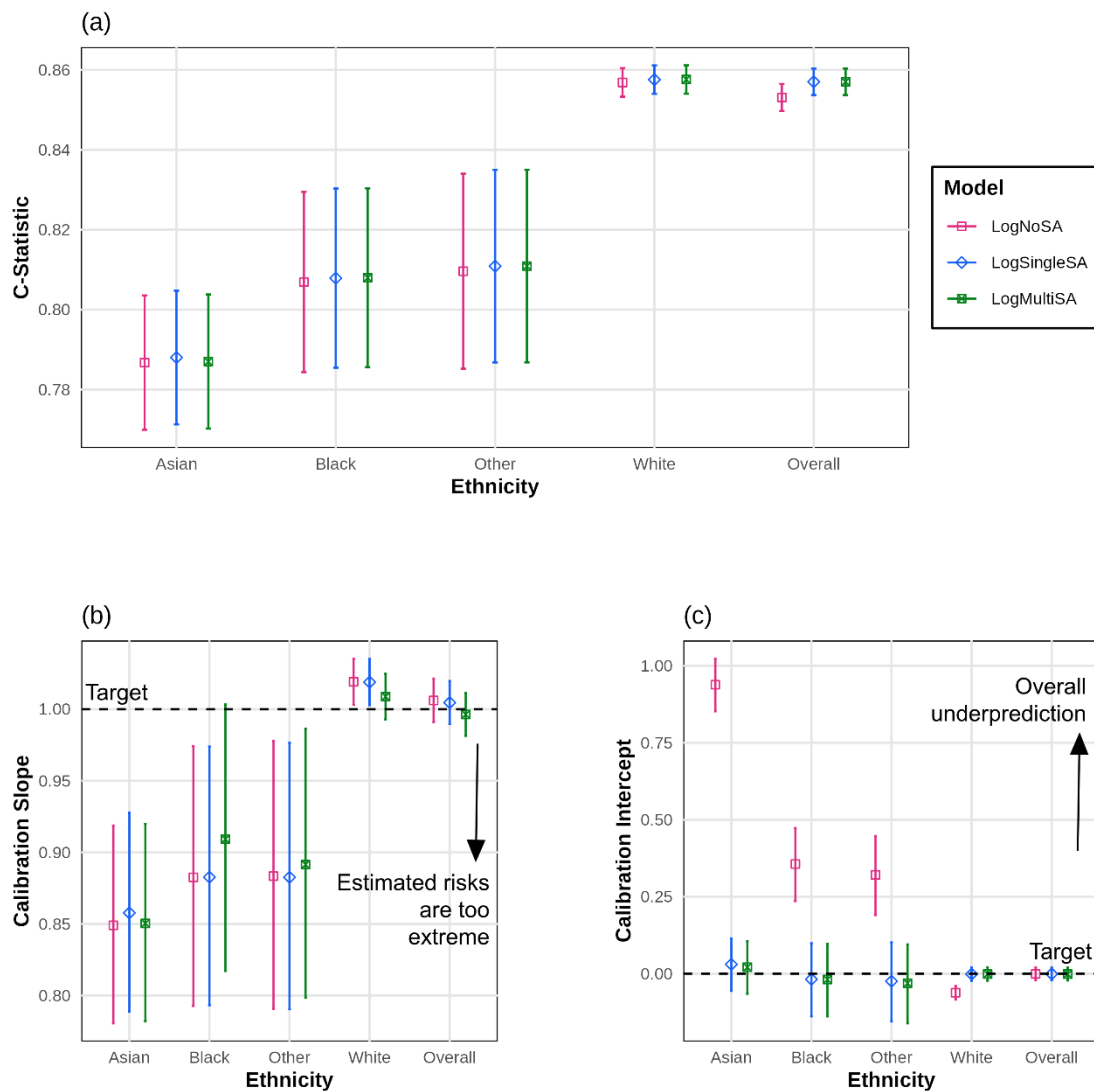 (a)
0.86
0.84
0.82
0.80
0.78
C-Statistic
Asian Black Other White Overall
Ethnicity
Model
LogNoSA
LogSingleSA
LogMultiSA
(b)
Target
1.00
0.95
0.90
0.85
0.80
Calibration Slope
Estimated risks
are too
extreme
Asian Black Other White Overall
Ethnicity
(c)
1.00
0.75
0.50
0.25
0.00
Calibration Intercept
Overall
underprediction
Target
Asian Black Other White Overall
Ethnicity